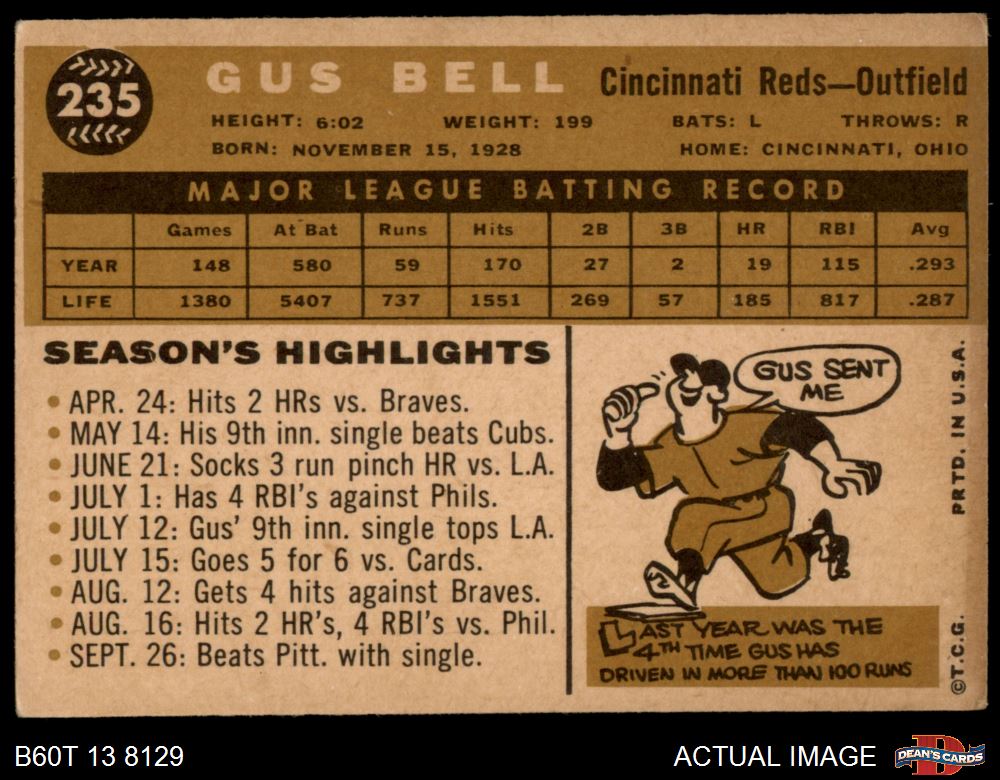 235
GUS BELL Cincinnati Reds—Outfield
HEIGHT: 6:02 WEIGHT: 199 BATS: L THROWS: R
BORN: NOVEMBER 15, 1928 HOME: CINCINNATI, OHIO
MAJOR LEAGUE BATTING RECORD
Games At Bat Runs Hits 2B 3B HR RBI Avg
YEAR 148 580 59 170 27 2 19 115 .293
LIFE 1380 5407 737 1551 269 57 185 817 .287
SEASON'S HIGHLIGHTS
• APR. 24: Hits 2 HRs vs. Braves.
• MAY 14: His 9th inn. single beats Cubs.
• JUNE 21: Socks 3 run pinch HR vs. L.A.
• JULY 1: Has 4 RBI's against Phils.
• JULY 12: Gus' 9th inn. single tops L.A.
• JULY 15: Goes 5 for 6 vs. Cards.
• AUG. 12: Gets 4 hits against Braves.
• AUG. 16: Hits 2 HR's, 4 RBI's vs. Phil.
• SEPT. 26: Beats Pitt. with single.
GUS SENT
ME
LAST YEAR WAS THE
4TH TIME GUS HAS
DRIVEN IN MORE THAN 100 RUNS
©T.C.G. PRTD. IN U.S.A.
B60T 13 8129 ACTUAL IMAGE
DEAN'S CARDS